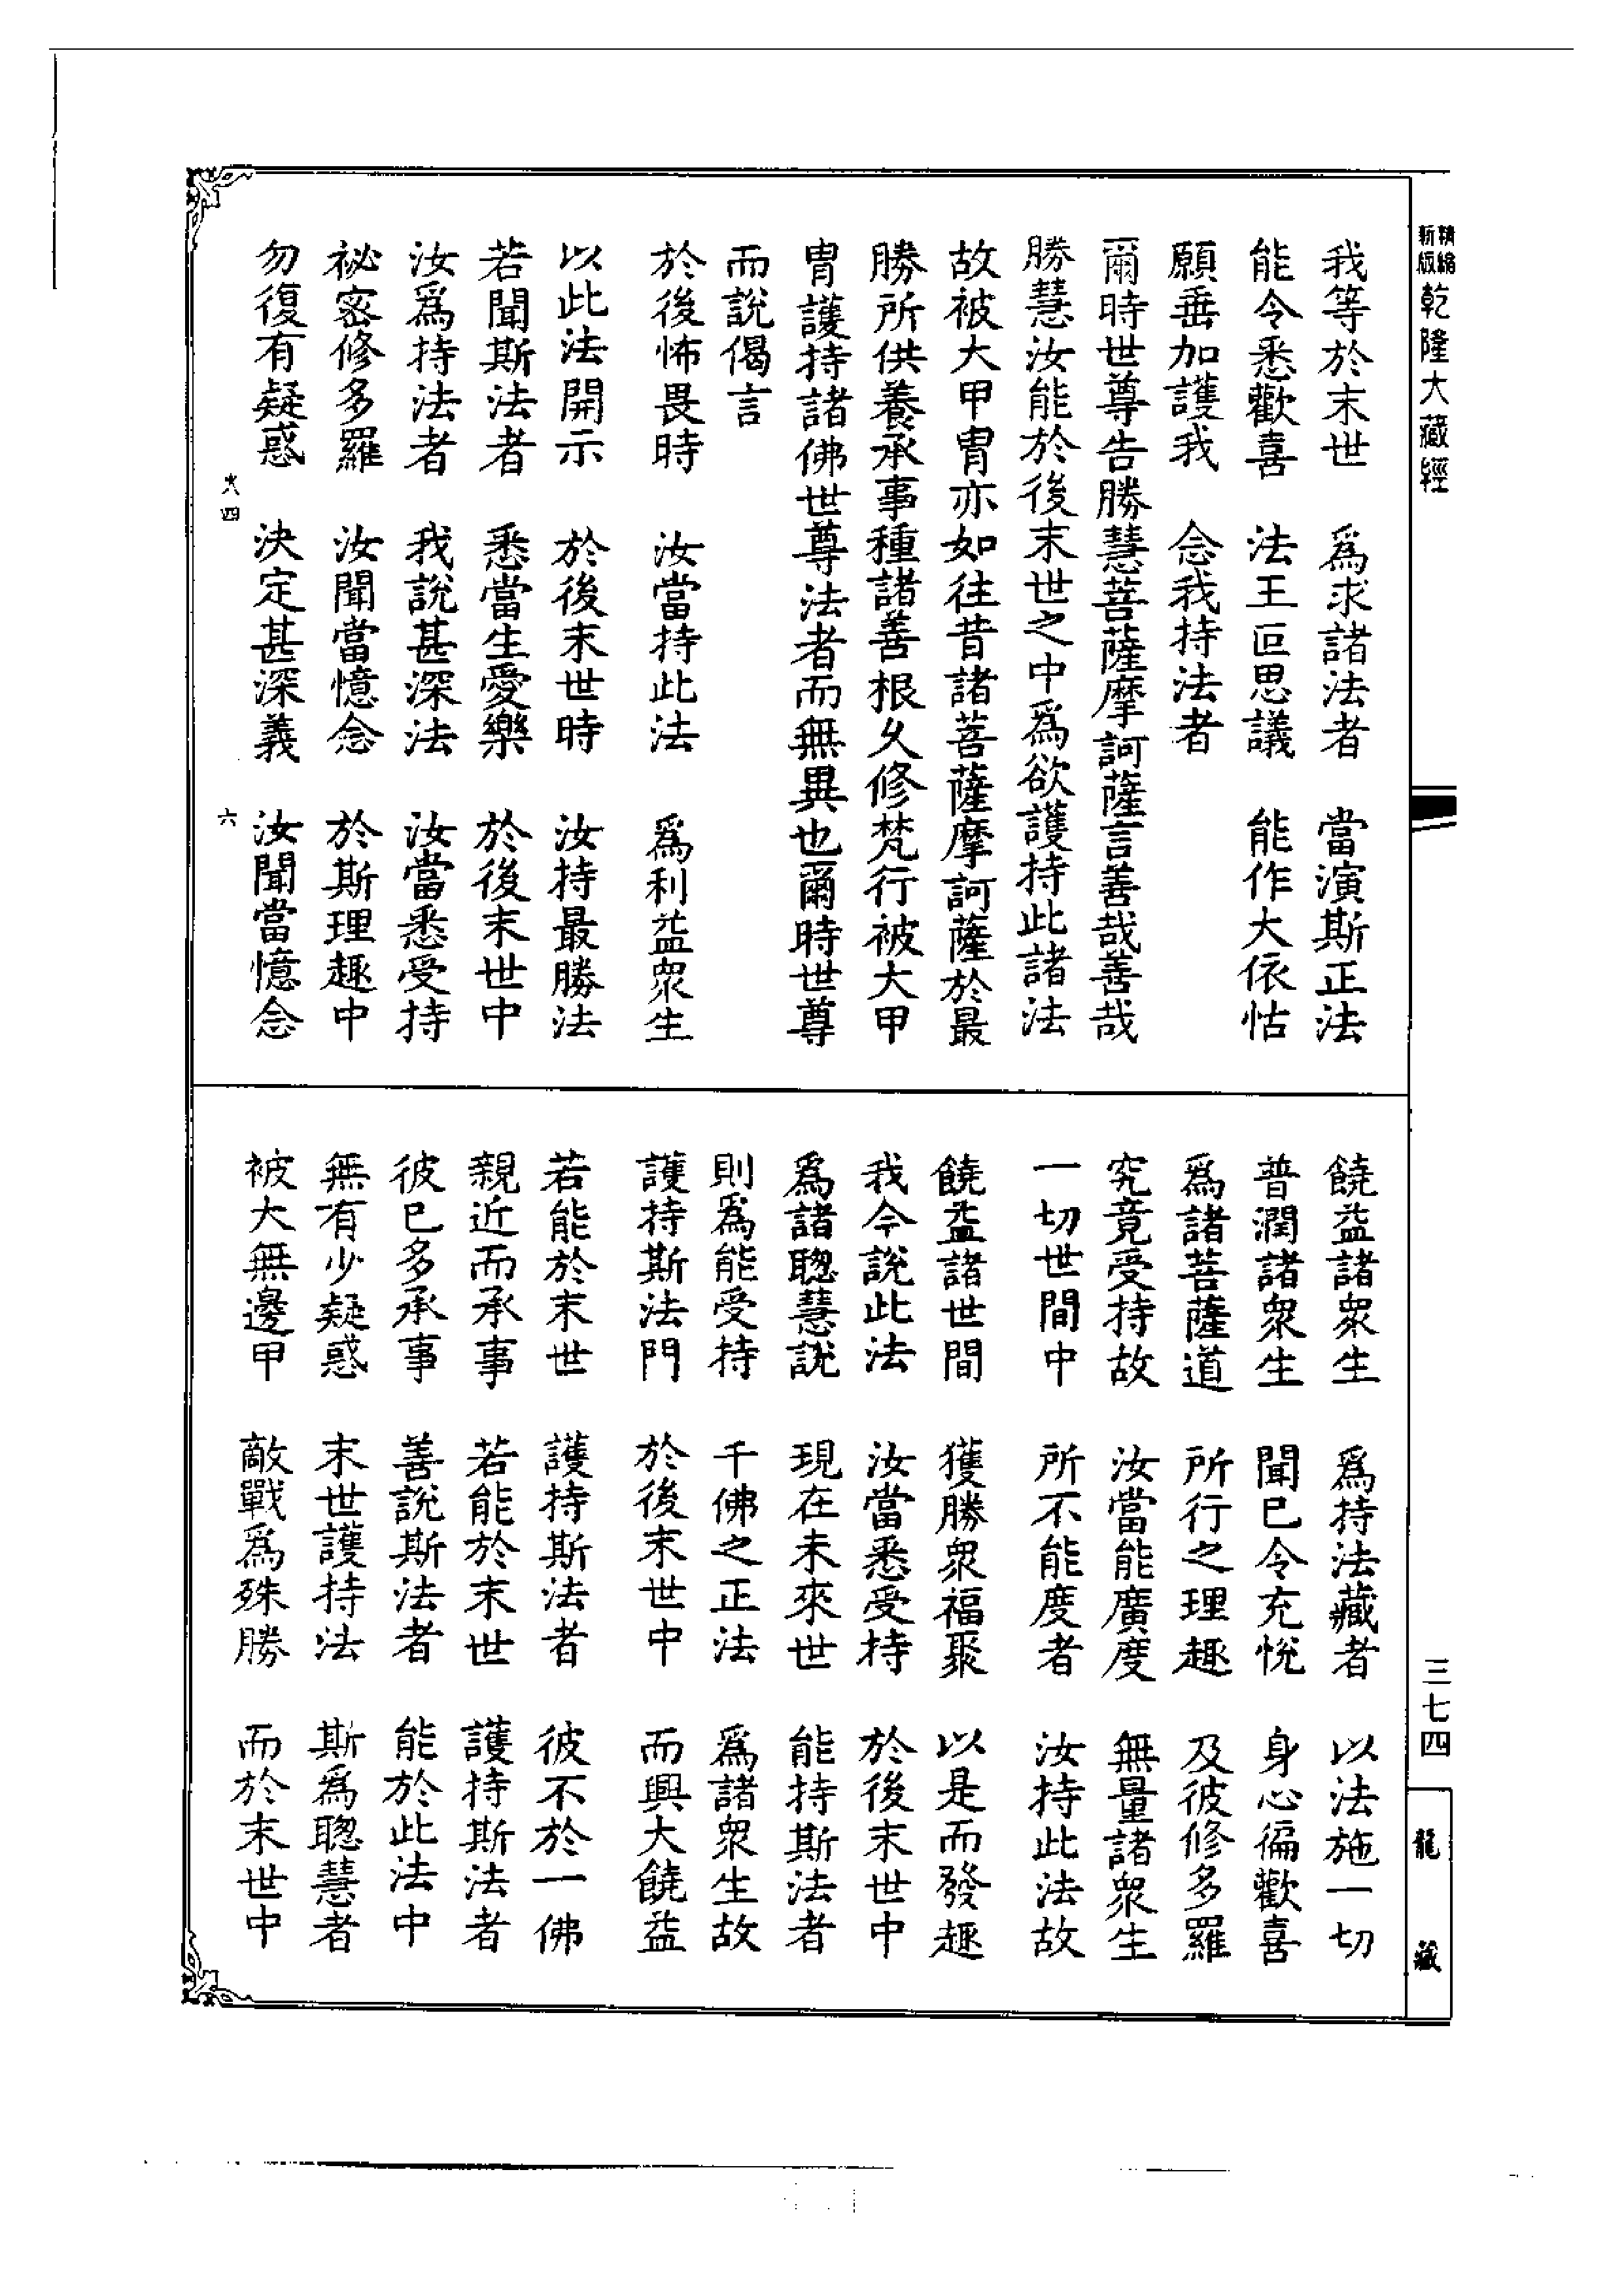 新版精縮乾隆大藏經
我等於末世　為求諸法者　當演斯正法
能令悉歡喜　法王叵思議　能作大依怙
願垂加護我　念我持法者
爾時世尊告勝慧菩薩摩訶薩言善哉善哉
勝慧汝能於後末世之中為欲護持此諸法
故被大甲冑亦如往昔諸菩薩摩訶薩於最
勝所供養承事種諸善根久修梵行被大甲
冑護持諸佛世尊法者而無異也爾時世尊
而說偈言
於後怖畏時　汝當持此法　為利益眾生
以此法開示　於後末世時　汝持最勝法
若聞斯法者　悉當生愛樂　於後末世中
汝為持法者　我說甚深法　汝當悉受持
祕密修多羅　汝聞當憶念　於斯理趣中
勿復有疑惑　決定甚深義　汝聞當憶念
四　六
饒益諸眾生　為持法藏者　以法施一切
普潤諸眾生　聞已令充悅　身心徧歡喜
為諸菩薩道　所行之理趣　及彼修多羅
究竟受持故　汝當能廣度　無量諸眾生
一切世間中　所不能度者　汝持此法故
饒益諸世間　獲勝眾福聚　以是而發趣
我今說此法　汝當悉受持　於後末世中
為諸聰慧說　現在未來世　能持斯法者
則為能受持　千佛之正法　為諸眾生故
護持斯法門　於後末世中　而興大饒益
若能於末世　護持斯法者　彼不於一佛
親近而承事　若能於末世　護持斯法者
彼已多承事　善說斯法者　能於此法中
無有少疑惑　末世護持法　斯為聰慧者
被大無邊甲　敵戰為殊勝　而於末世中
三七四
龍藏